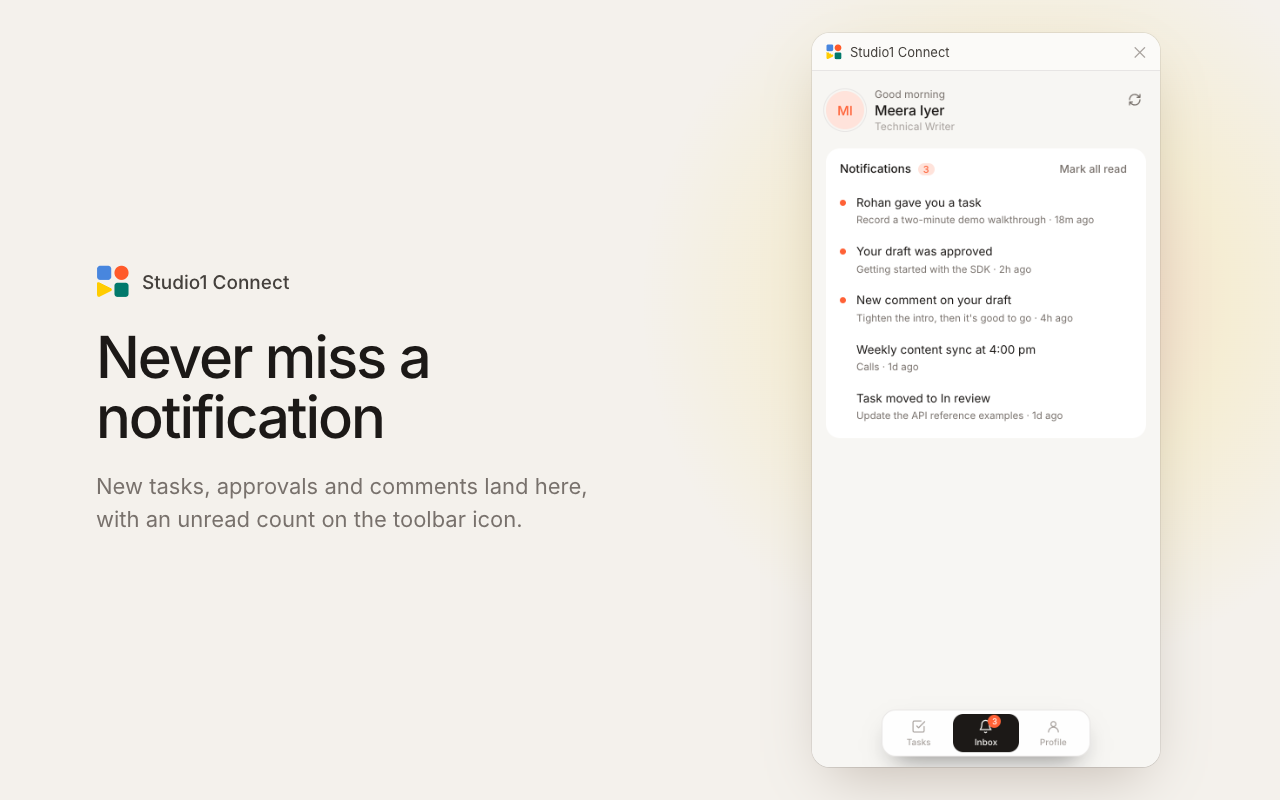 Studio1 Connect
Never miss a
notification
New tasks, approvals and comments land here,
with an unread count on the toolbar icon.
Studio1 Connect
MI
Good morning
Meera Iyer
Technical Writer
Notifications 3
Mark all read
Rohan gave you a task
Record a two-minute demo walkthrough · 18m ago
Your draft was approved
Getting started with the SDK · 2h ago
New comment on your draft
Tighten the intro, then it's good to go · 4h ago
Weekly content sync at 4:00 pm
Calls · 1d ago
Task moved to In review
Update the API reference examples · 1d ago
3
Tasks
Inbox
Profile